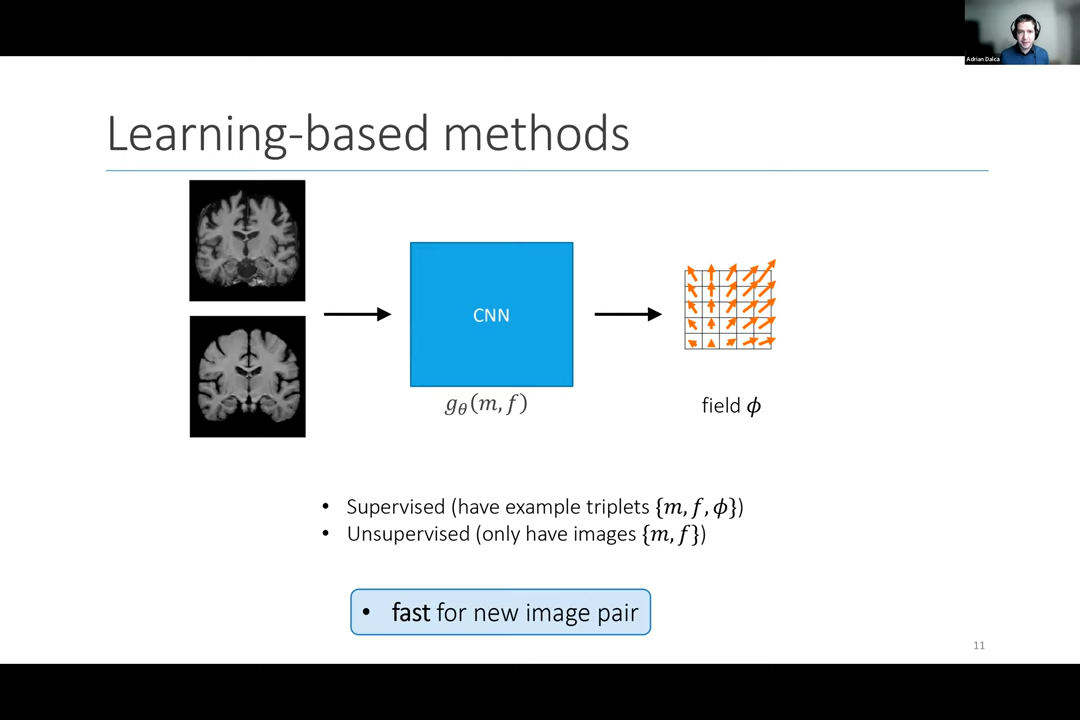 Adrian Dalca
Learning-based methods
CNN
g_θ(m, f)
field ϕ
• Supervised (have example triplets {m, f, ϕ})
• Unsupervised (only have images {m, f})
• fast for new image pair
11